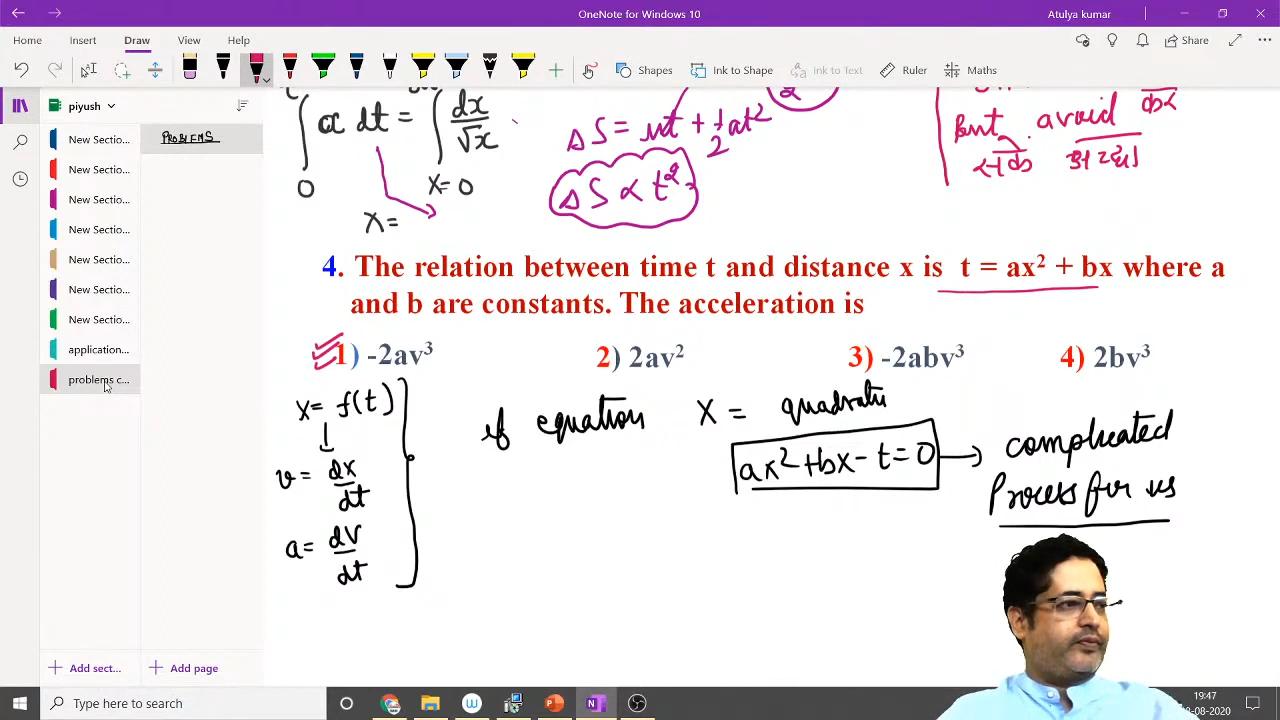 OneNote for Windows 10
Atulya kumar
Home Insert Draw View Help
Share
Shapes Ink to Shape Ink to Text Ruler Maths
piyush
New Sectio...
New Sectio...
New Sectio...
New Sectio...
New Sectio...
New Sectio...
New Sectio...
application...
problems c...
PROBLEMS
∫ α dt = ∫ dx/√x
0 x=0
x=
ΔS = ut + 1/2 at²
ΔS ∝ t²
but avoid
4. The relation between time t and distance x is t = ax² + bx where a
and b are constants. The acceleration is
1) -2av³ 2) 2av² 3) -2abv³ 4) 2bv³
x = f(t)
v = dx/dt
a = dv/dt
if equation x = quadratic
ax²+bx-t=0
complicated
Process for us
Add sect... Add page
Type here to search
19:47
-08-2020